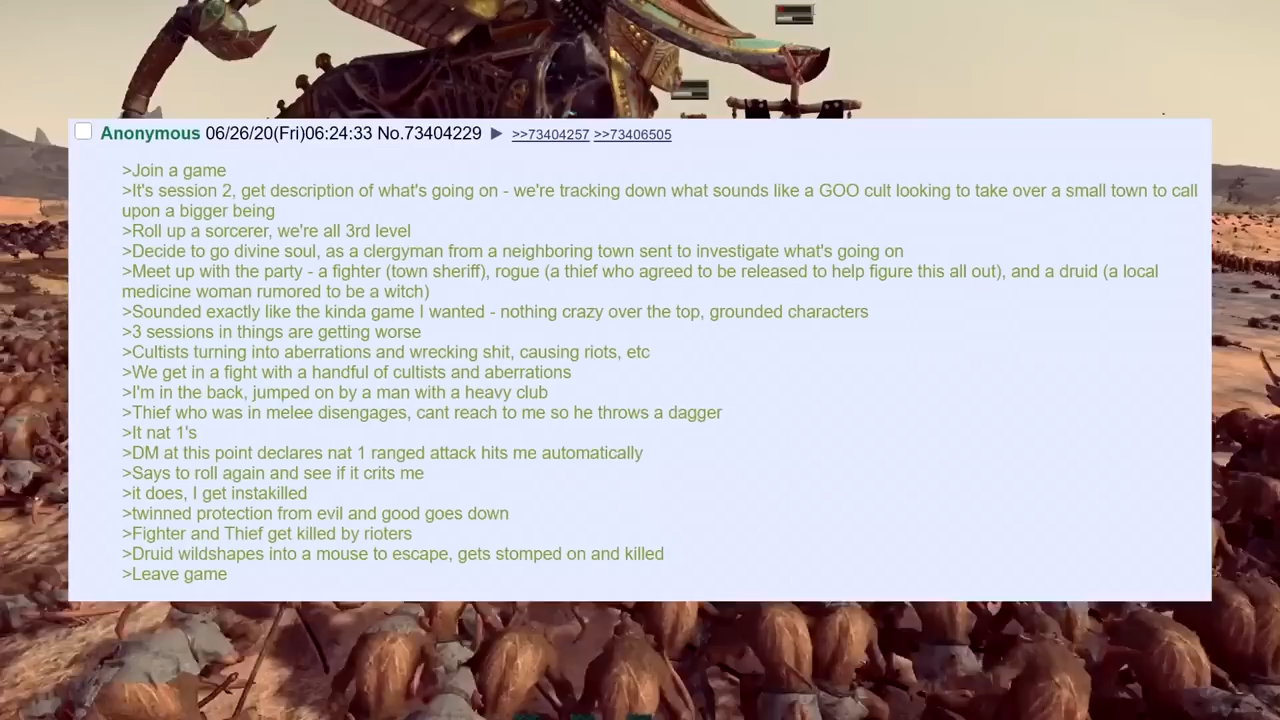 Anonymous 06/26/20(Fri)06:24:33 No.73404229 ▶ >>73404257 >>73406505
>Join a game
>It's session 2, get description of what's going on - we're tracking down what sounds like a GOO cult looking to take over a small town to call
upon a bigger being
>Roll up a sorcerer, we're all 3rd level
>Decide to go divine soul, as a clergyman from a neighboring town sent to investigate what's going on
>Meet up with the party - a fighter (town sheriff), rogue (a thief who agreed to be released to help figure this all out), and a druid (a local
medicine woman rumored to be a witch)
>Sounded exactly like the kinda game I wanted - nothing crazy over the top, grounded characters
>3 sessions in things are getting worse
>Cultists turning into aberrations and wrecking shit, causing riots, etc
>We get in a fight with a handful of cultists and aberrations
>I'm in the back, jumped on by a man with a heavy club
>Thief who was in melee disengages, cant reach to me so he throws a dagger
>It nat 1's
>DM at this point declares nat 1 ranged attack hits me automatically
>Says to roll again and see if it crits me
>it does, I get instakilled
>twinned protection from evil and good goes down
>Fighter and Thief get killed by rioters
>Druid wildshapes into a mouse to escape, gets stomped on and killed
>Leave game